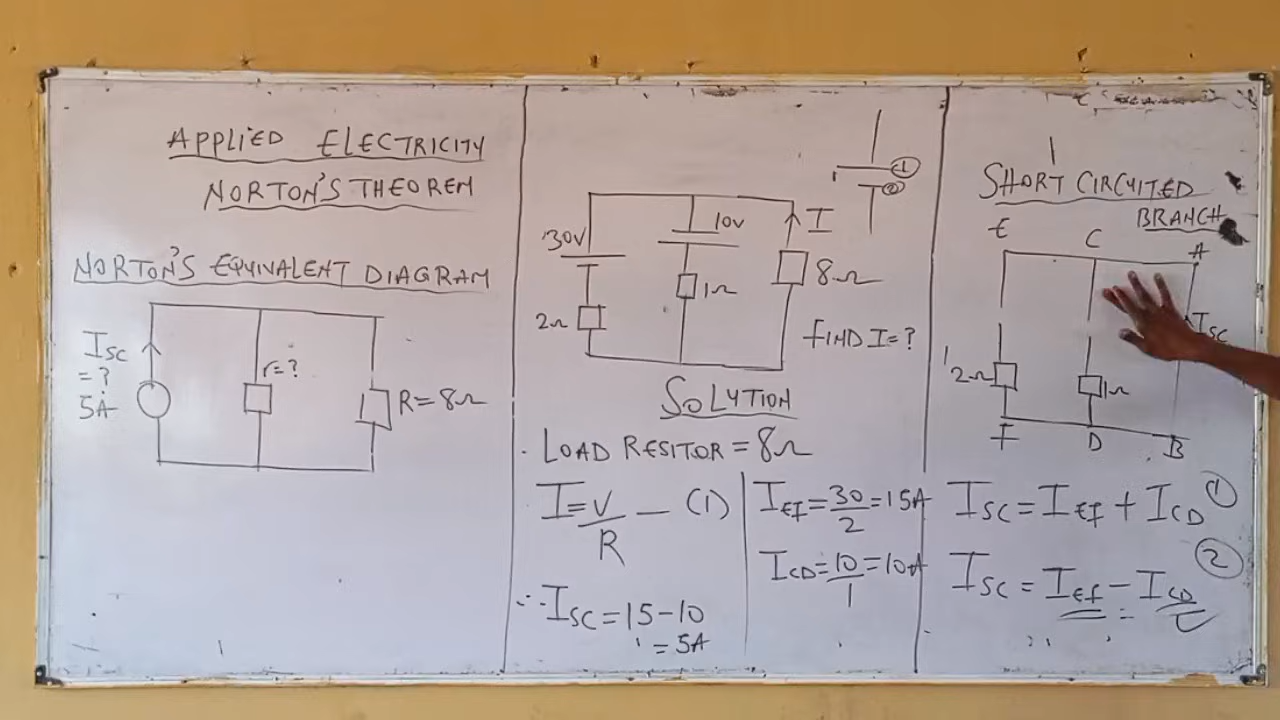 APPLIED ELECTRICITY
NORTON'S THEOREM
NORTON'S EQUIVALENT DIAGRAM
ISC
= ?
5A
r=?
R=8Ω
30V
10V
I
2Ω
1Ω
8Ω
FIND I=?
1
2
SOLUTION
LOAD RESITOR = 8Ω
I=V/R — (1)
∴ ISC = 15-10
= 5A
IEF = 30/2 = 15A
ICD = 10/1 = 10A
SHORT CIRCUITED
BRANCH
E
C
A
ISC
2Ω
1Ω
F
D
B
ISC = IEF + ICD 1
ISC = IEF - ICD 2